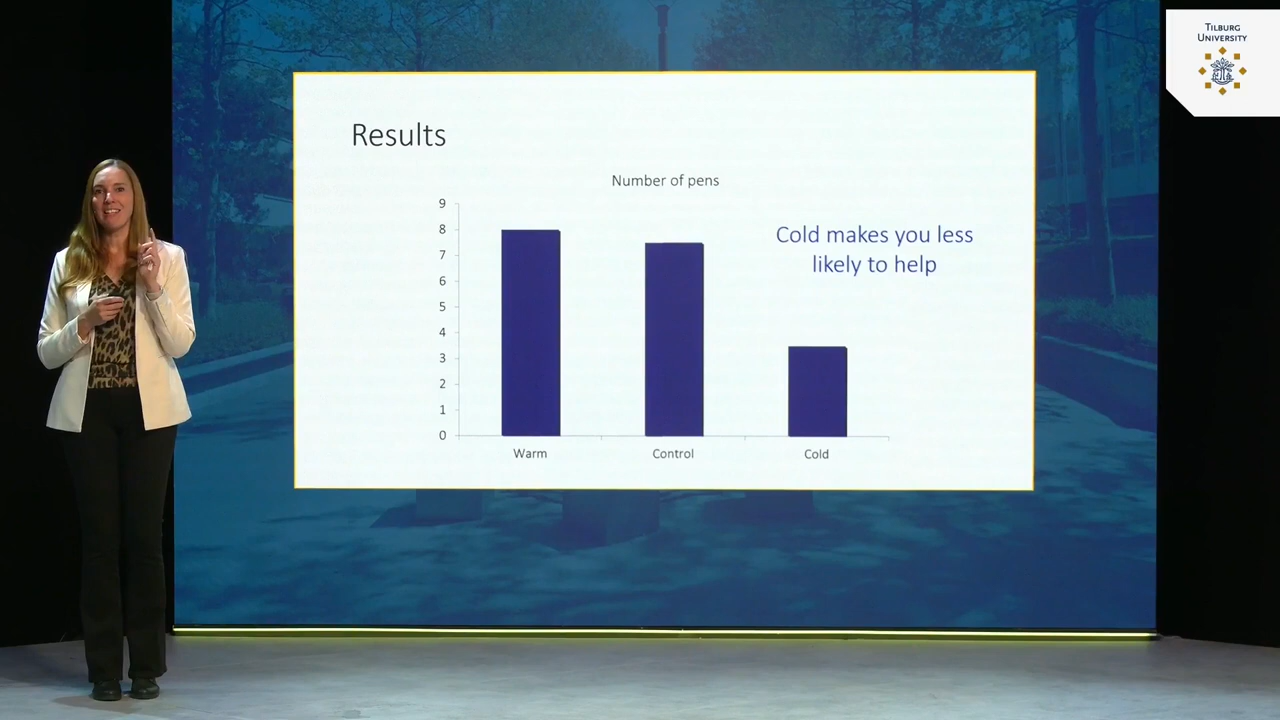 TILBURG
UNIVERSITY
Results
Number of pens
9
8
7
6
5
4
3
2
1
0
Cold makes you less
likely to help
Warm Control Cold